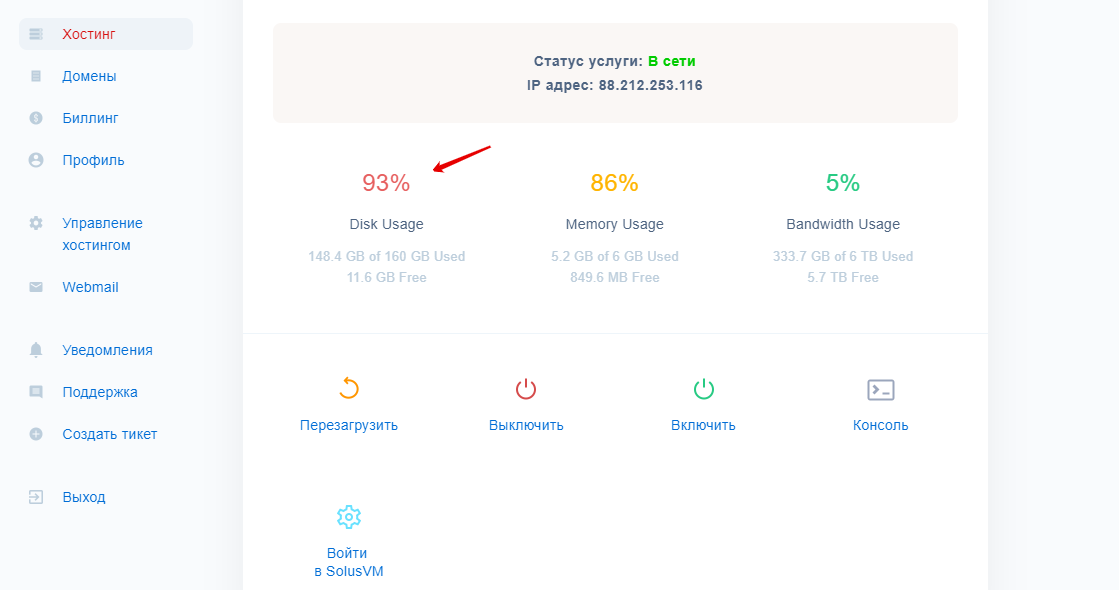 Хостинг
Домены
Биллинг
Профиль
Управление
хостингом
Webmail
Уведомления
Поддержка
Создать тикет
Выход
Статус услуги: В сети
IP адрес: 88.212.253.116
93%
Disk Usage
148.4 GB of 160 GB Used
11.6 GB Free
86%
Memory Usage
5.2 GB of 6 GB Used
849.6 MB Free
5%
Bandwidth Usage
333.7 GB of 6 TB Used
5.7 TB Free
Перезагрузить
Выключить
Включить
Консоль
Войти
в SolusVM